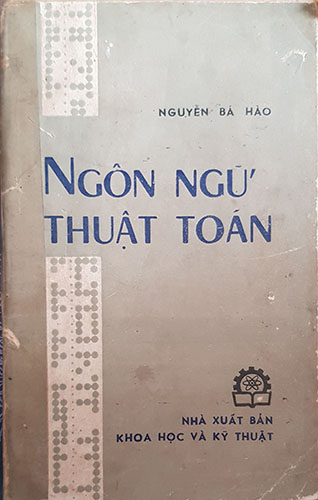 NGUYỄN BÁ HÀO
NGÔN NGỮ
THUẬT TOÁN
NHÀ XUẤT BẢN
KHOA HỌC VÀ KỸ THUẬT